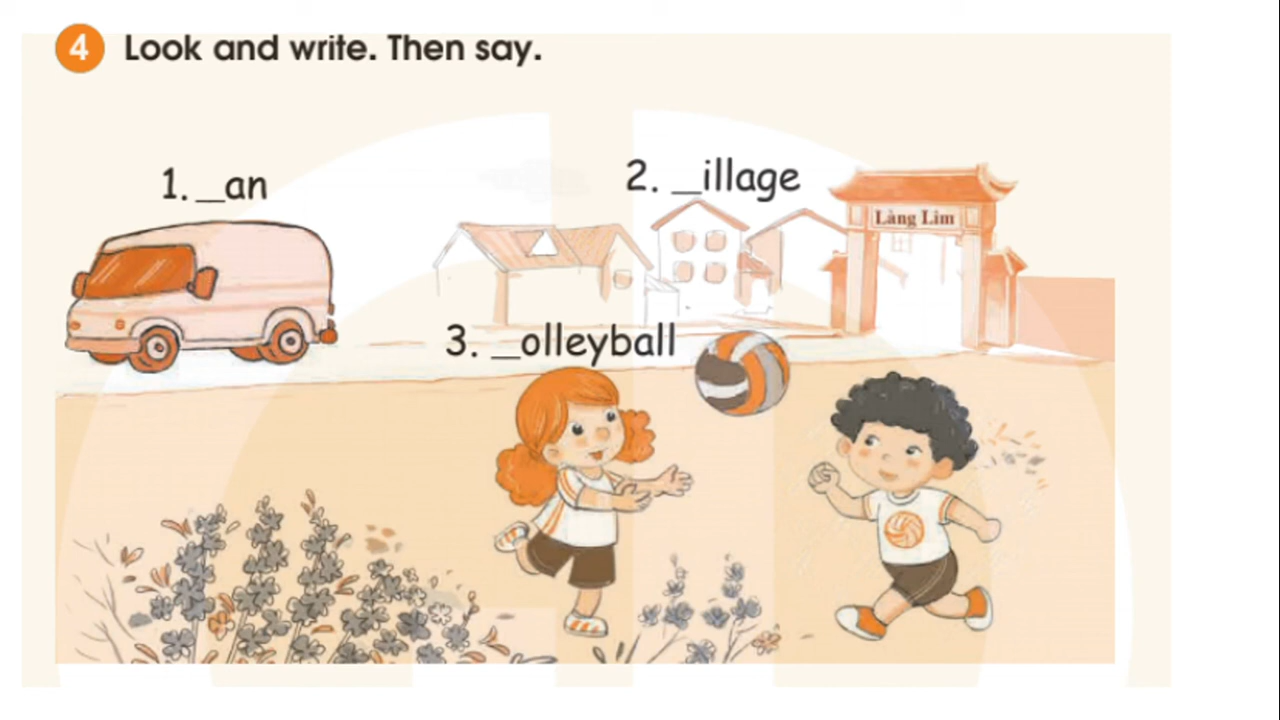 4 Look and write. Then say.
1. _an
2. _illage
Làng Lim
3. _olleyball